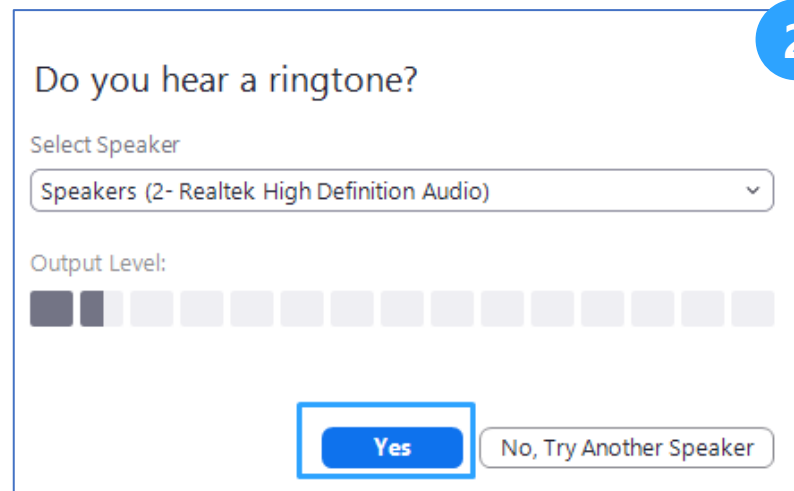 2
Do you hear a ringtone?
Select Speaker
Speakers (2- Realtek High Definition Audio)
Output Level:
Yes
No, Try Another Speaker